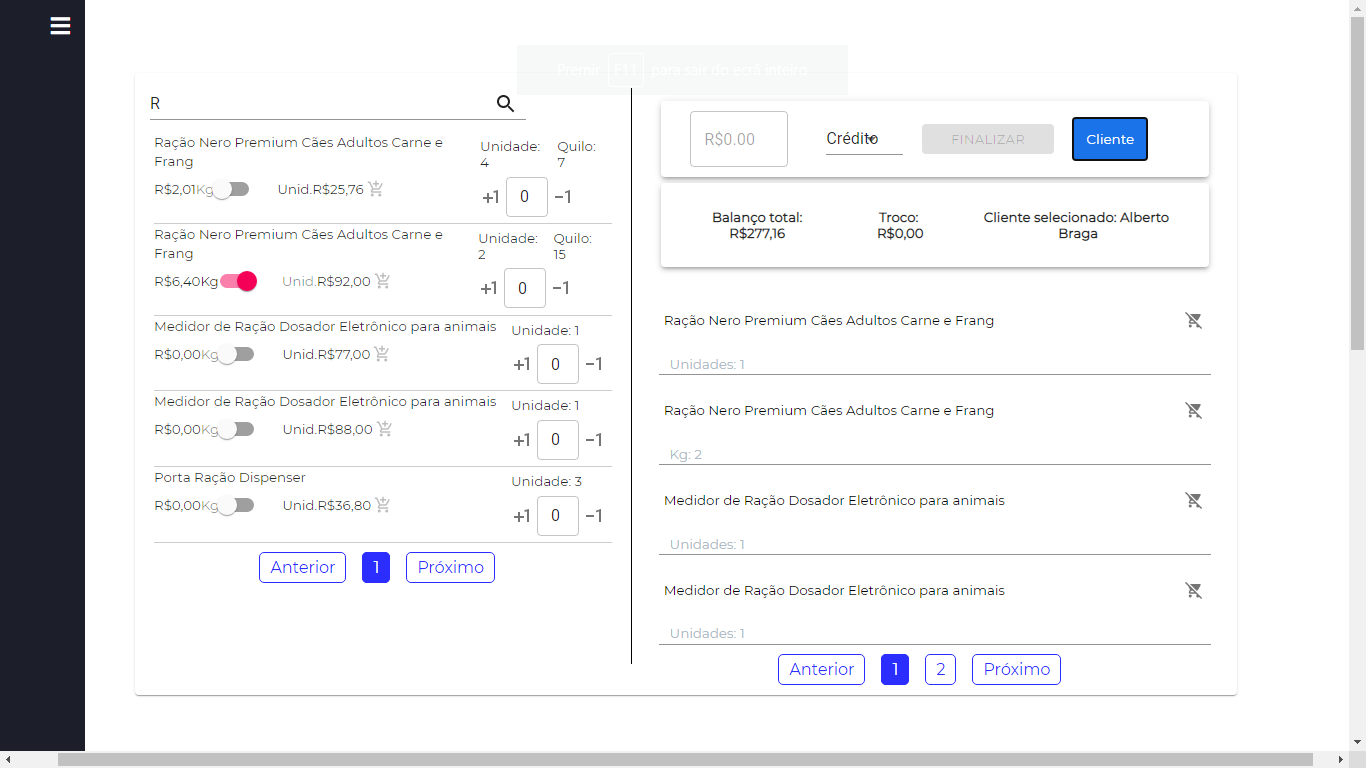 Premir F11 para sair do ecrã inteiro
R
Ração Nero Premium Cães Adultos Carne e
Frang
Unidade:
4
Quilo:
7
R$2,01Kg
Unid.R$25,76
+1
0
−1
Ração Nero Premium Cães Adultos Carne e
Frang
Unidade:
2
Quilo:
15
R$6,40Kg
Unid.R$92,00
+1
0
−1
Medidor de Ração Dosador Eletrônico para animais
Unidade: 1
R$0,00Kg
Unid.R$77,00
+1
0
−1
Medidor de Ração Dosador Eletrônico para animais
Unidade: 1
R$0,00Kg
Unid.R$88,00
+1
0
−1
Porta Ração Dispenser
Unidade: 3
R$0,00Kg
Unid.R$36,80
+1
0
−1
Anterior 1 Próximo
R$0.00
Crédito
FINALIZAR
Cliente
Balanço total:
R$277,16
Troco:
R$0,00
Cliente selecionado: Alberto
Braga
Ração Nero Premium Cães Adultos Carne e Frang
Unidades: 1
Ração Nero Premium Cães Adultos Carne e Frang
Kg: 2
Medidor de Ração Dosador Eletrônico para animais
Unidades: 1
Medidor de Ração Dosador Eletrônico para animais
Unidades: 1
Anterior 1 2 Próximo